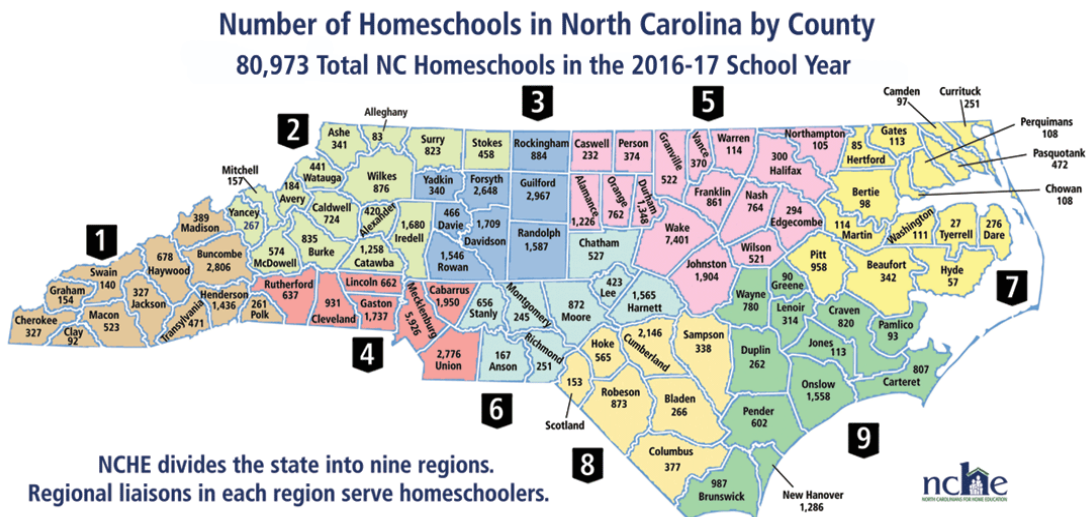 Number of Homeschools in North Carolina by County
80,973 Total NC Homeschools in the 2016-17 School Year
1
2
3
4
5
6
7
8
9
Cherokee
327
Graham
154
Clay
92
Swain
140
Macon
523
327
Jackson
678
Haywood
389
Madison
Buncombe
2,806
Transylvania
471
Henderson
1,436
261
Polk
Mitchell
157
Yancey
267
184
Avery
441
Watauga
Ashe
341
Alleghany
83
Surry
823
Stokes
458
Wilkes
876
Caldwell
724
420
Alexander
1,680
Iredell
574
McDowell
835
Burke
1,258
Catawba
Rockingham
884
Yadkin
340
Forsyth
2,648
Guilford
2,967
466
Davie
1,709
Davidson
Randolph
1,587
1,546
Rowan
Rutherford
637
931
Cleveland
Lincoln 662
Gaston
1,737
Mecklenburg
5,926
Cabarrus
1,950
2,776
Union
Caswell
232
Person
374
Granville
522
Vance
370
Warren
114
Northampton
105
300
Halifax
Alamance
1,226
Orange
762
Durham
1,348
Franklin
861
Nash
764
294
Edgecombe
Wake
7,401
Wilson
521
Johnston
1,904
Chatham
527
423
Lee
1,565
Harnett
656
Stanly
Montgomery
245
872
Moore
167
Anson
Richmond
251
Camden
97
Currituck
251
Perquimans
108
Pasquotank
472
Chowan
108
Gates
113
85
Hertford
Bertie
98
114
Martin
Washington
111
27
Tyrrell
276
Dare
Pitt
958
Beaufort
342
Hyde
57
Hoke
565
2,146
Cumberland
Sampson
338
153
Scotland
Robeson
873
Bladen
266
Columbus
377
Wayne
780
90
Greene
Lenoir
314
Craven
820
Pamlico
93
Jones
113
Duplin
262
Onslow
1,558
807
Carteret
Pender
602
987
Brunswick
New Hanover
1,286
NCHE divides the state into nine regions.
Regional liaisons in each region serve homeschoolers.
nche
NORTH CAROLINIANS FOR HOME EDUCATION